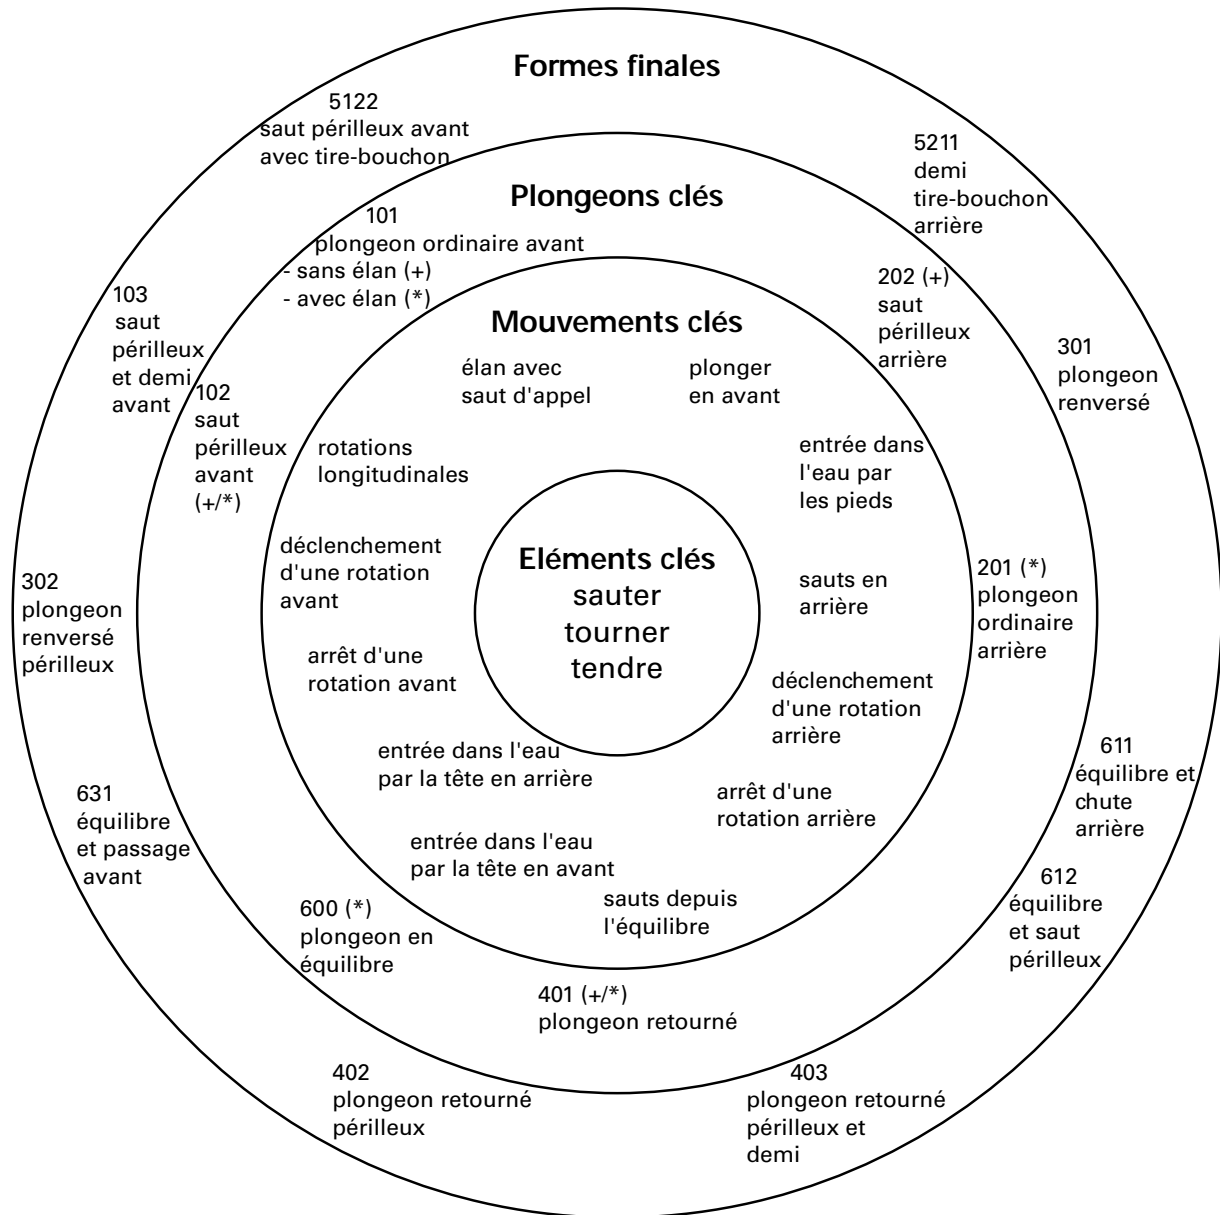 Formes finales
5122
saut périlleux avant
avec tire-bouchon
5211
demi
tire-bouchon
arrière
103
saut
périlleux
et demi
avant
301
plongeon
renversé
302
plongeon
renversé
périlleux
611
équilibre et
chute
arrière
631
équilibre
et passage
avant
612
équilibre
et saut
périlleux
402
plongeon retourné
périlleux
403
plongeon retourné
périlleux et
demi
Plongeons clés
101
plongeon ordinaire avant
- sans élan (+)
- avec élan (*)
202 (+)
saut
périlleux
arrière
102
saut
périlleux
avant
(+/*)
201 (*)
plongeon
ordinaire
arrière
600 (*)
plongeon en
équilibre
401 (+/*)
plongeon retourné
Mouvements clés
élan avec
saut d'appel
plonger
en avant
rotations
longitudinales
entrée dans
l'eau par
les pieds
déclenchement
d'une rotation
avant
sauts en
arrière
arrêt d'une
rotation avant
déclenchement
d'une rotation
arrière
entrée dans l'eau
par la tête en arrière
arrêt d'une
rotation arrière
entrée dans l'eau
par la tête en avant
sauts depuis
l'équilibre
Eléments clés
sauter
tourner
tendre